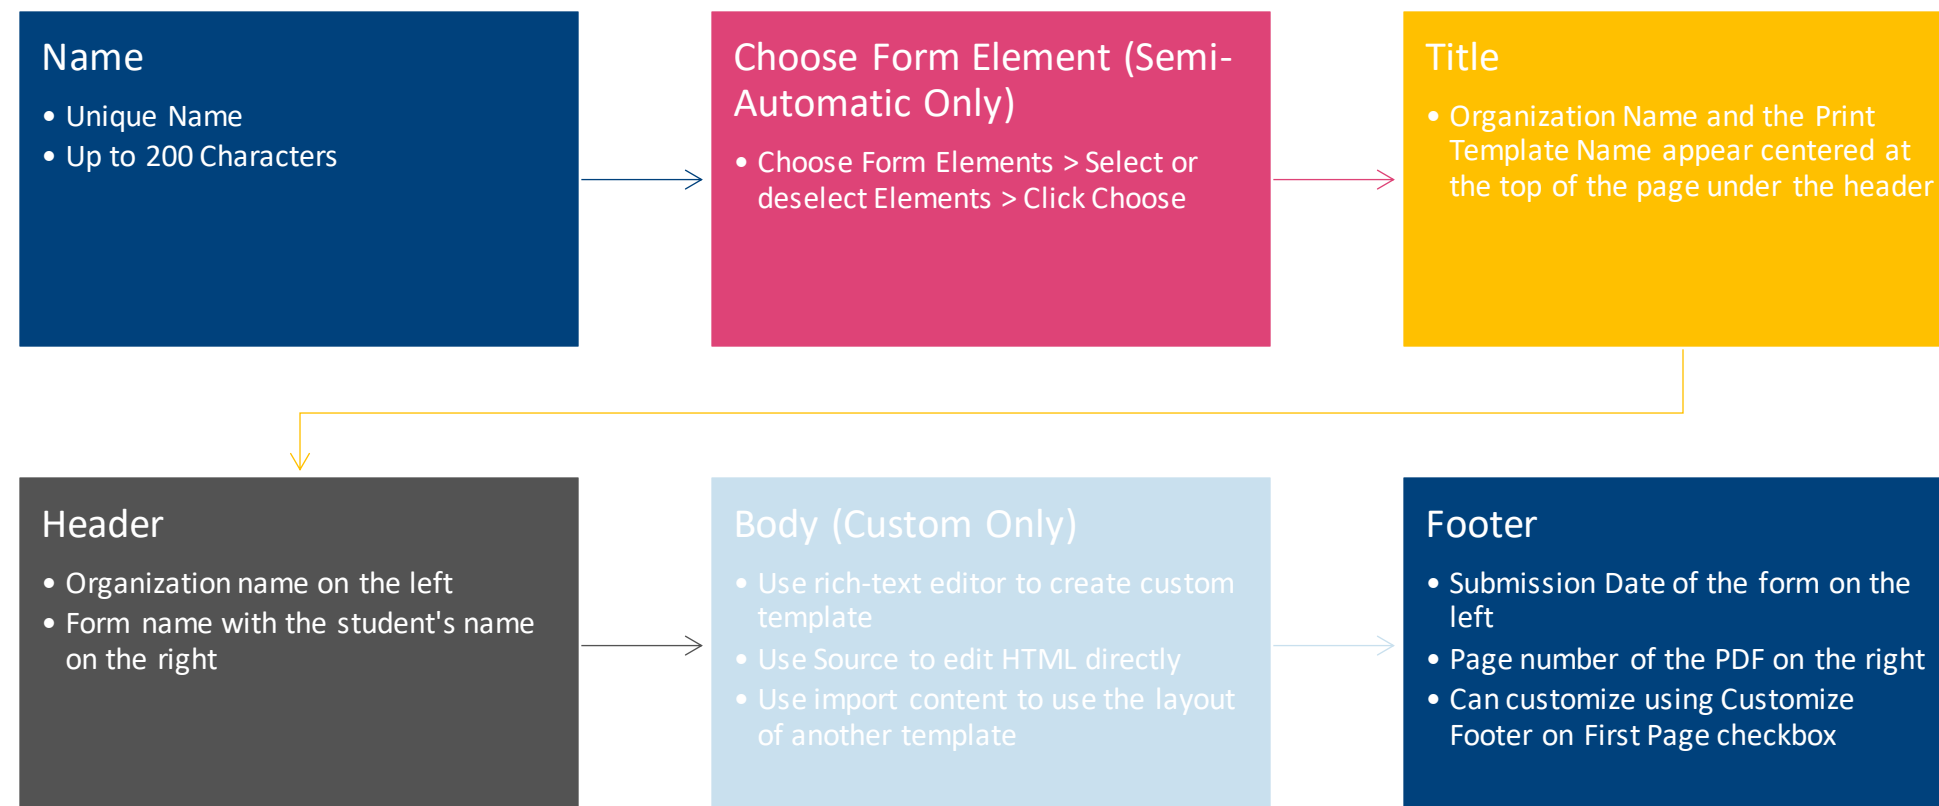 Name
• Unique Name
• Up to 200 Characters
Choose Form Element (Semi-
Automatic Only)
• Choose Form Elements > Select or
deselect Elements > Click Choose
Title
• Organization Name and the Print
Template Name appear centered at
the top of the page under the header
Header
• Organization name on the left
• Form name with the student's name
on the right
Body (Custom Only)
• Use rich-text editor to create custom
template
• Use Source to edit HTML directly
• Use import content to use the layout
of another template
Footer
• Submission Date of the form on the
left
• Page number of the PDF on the right
• Can customize using Customize
Footer on First Page checkbox